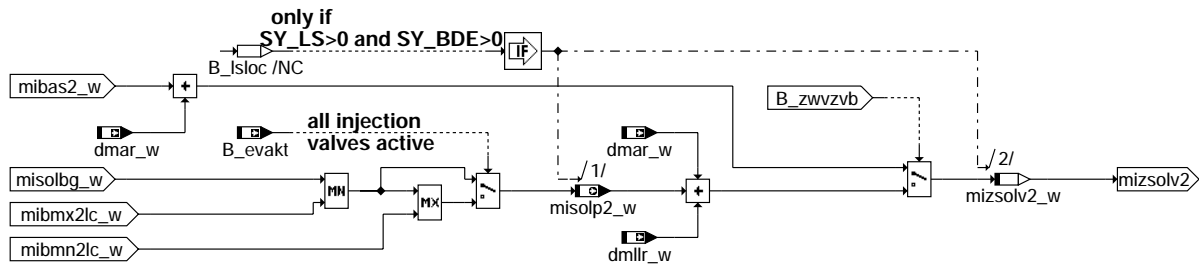 only if
SY_LS>0 and SY_BDE>0
IF
B_lsloc /NC
mibas2_w
+
B_zwvzvb
dmar_w
B_evakt
all injection
valves active
dmar_w
misolbg_w
MN
MX
/1/
misolp2_w
+
/2/
mizsolv2_w
mizsolv2
mibmx2lc_w
mibmn2lc_w
dmllr_w